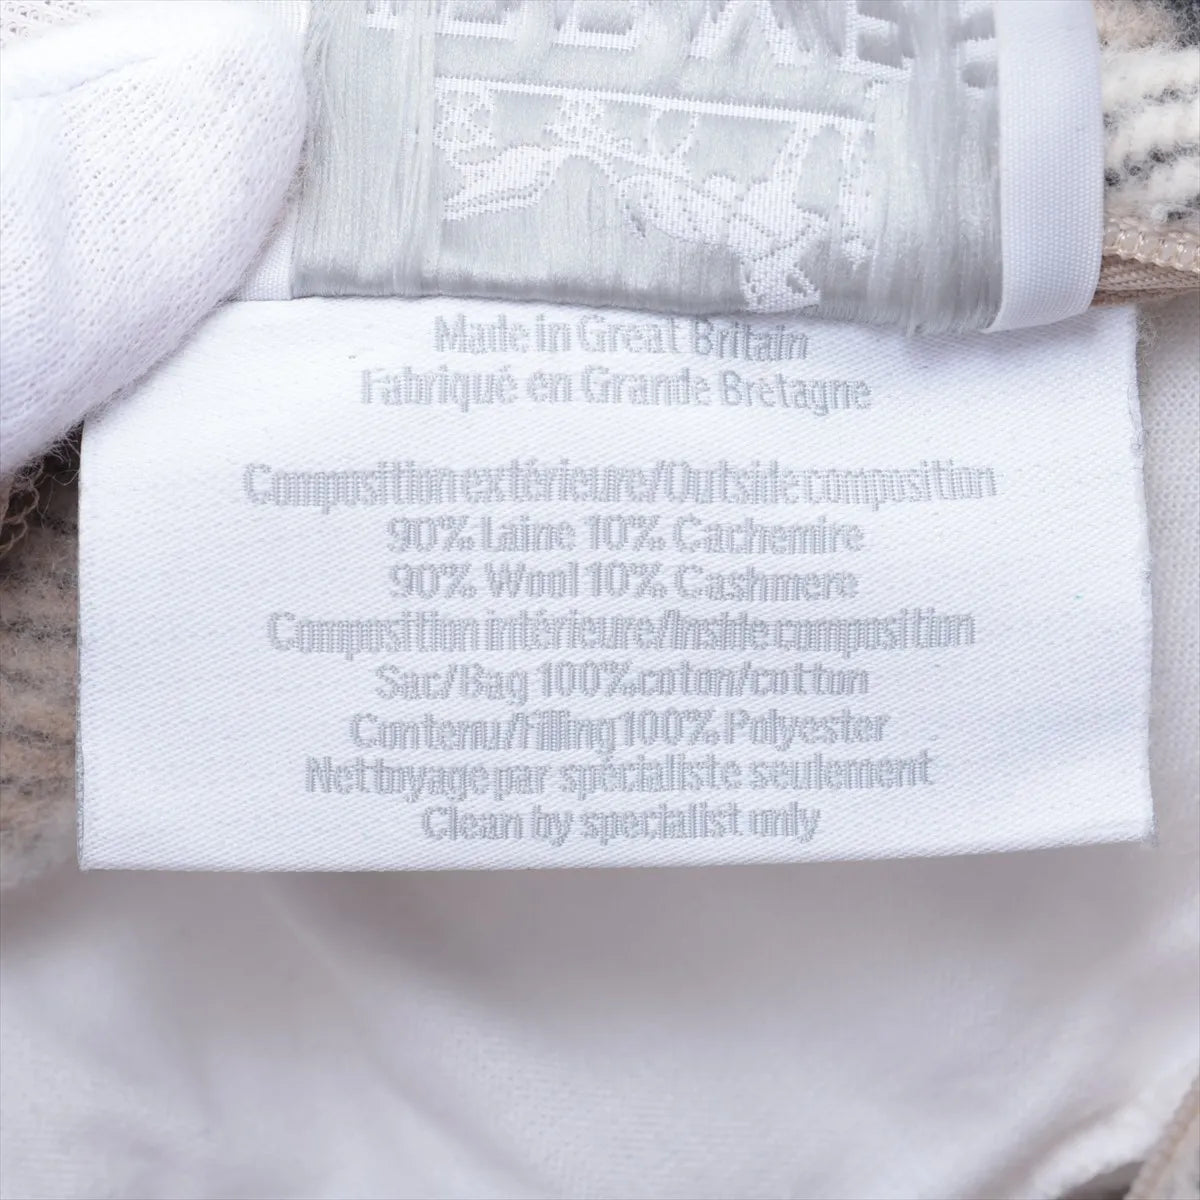 Made in Great Britain
Fabriqué en Grande Bretagne
Composition extérieure/Outside composition
90% Laine 10% Cachemire
90% Wool 10% Cashmere
Composition intérieure/Inside composition
Sac/Bag 100% coton/cotton
Contenu/Filling 100% Polyester
Nettoyage par spécialiste seulement
Clean by specialist only